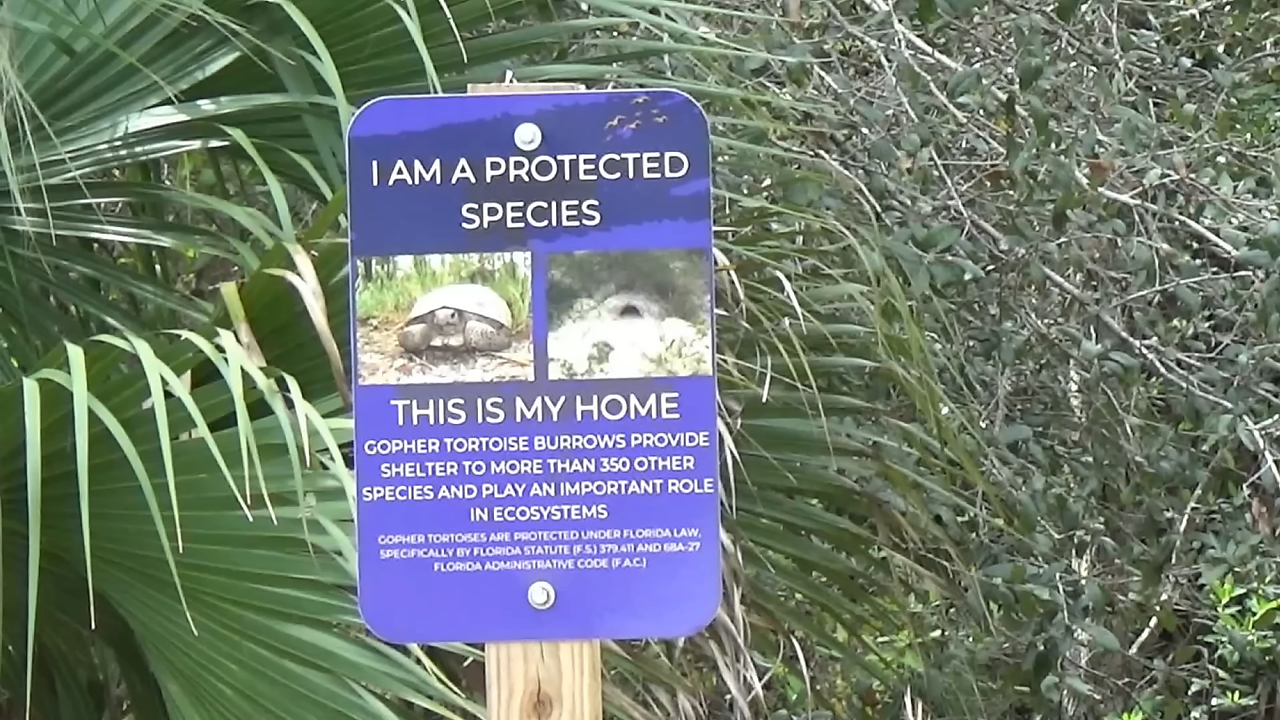 I AM A PROTECTED
SPECIES
THIS IS MY HOME
GOPHER TORTOISE BURROWS PROVIDE
SHELTER TO MORE THAN 350 OTHER
SPECIES AND PLAY AN IMPORTANT ROLE
IN ECOSYSTEMS
GOPHER TORTOISES ARE PROTECTED UNDER FLORIDA LAW,
SPECIFICALLY BY FLORIDA STATUTE (F.S.) 379.411 AND 68A-27
FLORIDA ADMINISTRATIVE CODE (F.A.C.)